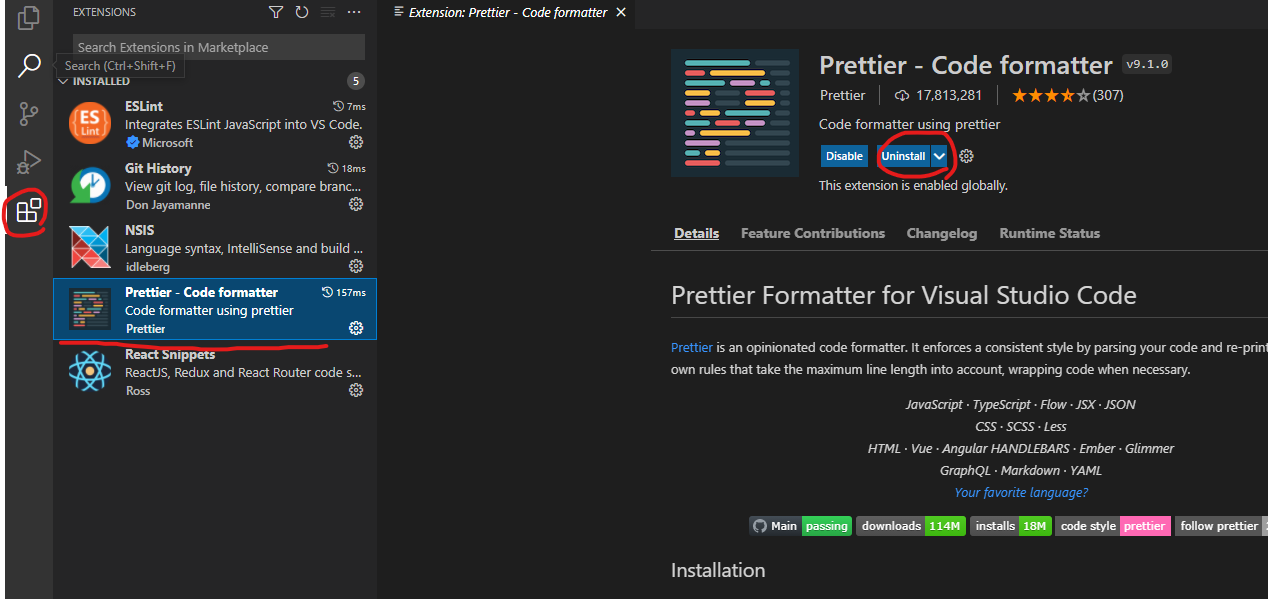 EXTENSIONS
Extension: Prettier - Code formatter
Search Extensions in Marketplace
Search (Ctrl+Shift+F)
INSTALLED
5
ES
Lint
ESLint
7ms
Integrates ESLint JavaScript into VS Code.
Microsoft
Git History
18ms
View git log, file history, compare branc...
Don Jayamanne
NSIS
Language syntax, IntelliSense and build ...
idleberg
Prettier - Code formatter
157ms
Code formatter using prettier
Prettier
React Snippets
ReactJS, Redux and React Router code s...
Ross
Prettier - Code formatter
v9.1.0
Prettier
17,813,281
(307)
Code formatter using prettier
Disable
Uninstall
This extension is enabled globally.
Details
Feature Contributions
Changelog
Runtime Status
Prettier Formatter for Visual Studio Code
Prettier is an opinionated code formatter. It enforces a consistent style by parsing your code and re-print
own rules that take the maximum line length into account, wrapping code when necessary.
JavaScript · TypeScript · Flow · JSX · JSON
CSS · SCSS · Less
HTML · Vue · Angular HANDLEBARS · Ember · Glimmer
GraphQL · Markdown · YAML
Your favorite language?
Main passing
downloads 114M
installs 18M
code style prettier
follow prettier
Installation